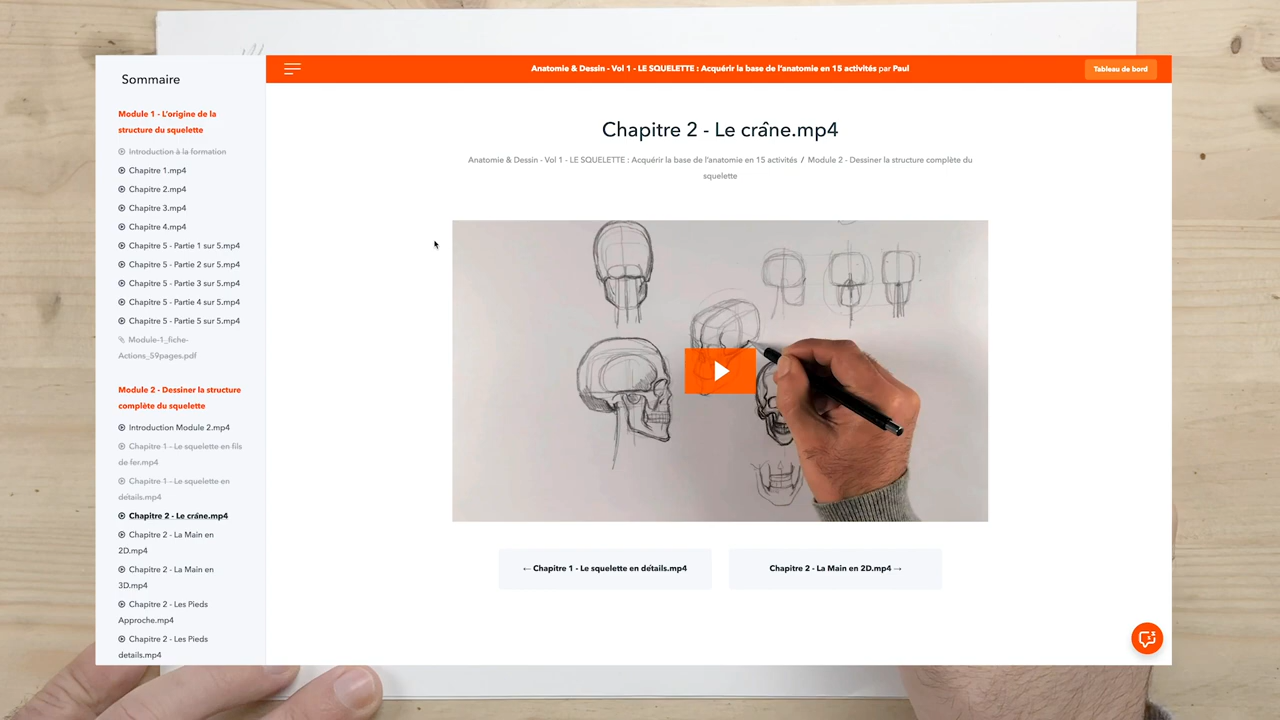 Sommaire
Anatomie & Dessin - Vol 1 - LE SQUELETTE : Acquérir la base de l'anatomie en 15 activités par Paul
Tableau de bord
Module 1 - L'origine de la
structure du squelette
Introduction à la formation
Chapitre 1.mp4
Chapitre 2.mp4
Chapitre 3.mp4
Chapitre 4.mp4
Chapitre 5 - Partie 1 sur 5.mp4
Chapitre 5 - Partie 2 sur 5.mp4
Chapitre 5 - Partie 3 sur 5.mp4
Chapitre 5 - Partie 4 sur 5.mp4
Chapitre 5 - Partie 5 sur 5.mp4
Module-1_fiche-
Actions_59pages.pdf
Module 2 - Dessiner la structure
complète du squelette
Introduction Module 2.mp4
Chapitre 1 - Le squelette en fils
de fer.mp4
Chapitre 1 - Le squelette en
détails.mp4
Chapitre 2 - Le crâne.mp4
Chapitre 2 - La Main en
2D.mp4
Chapitre 2 - La Main en
3D.mp4
Chapitre 2 - Les Pieds
Approche.mp4
Chapitre 2 - Les Pieds
details.mp4
Chapitre 2 - Le crâne.mp4
Anatomie & Dessin - Vol 1 - LE SQUELETTE : Acquérir la base de l'anatomie en 15 activités / Module 2 - Dessiner la structure complète du
squelette
← Chapitre 1 - Le squelette en détails.mp4
Chapitre 2 - La Main en 2D.mp4 →